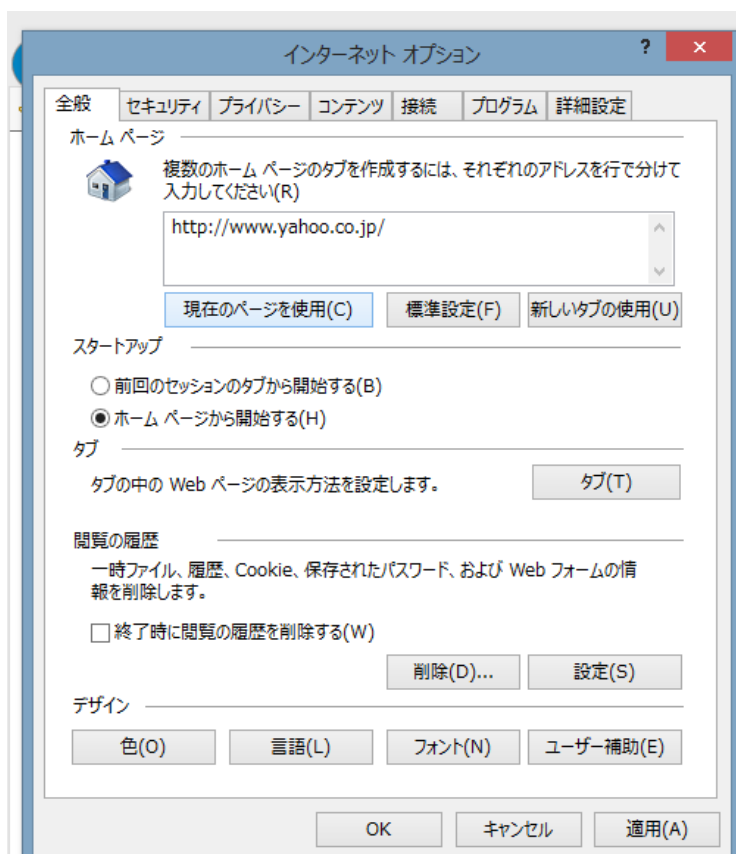 インターネット オプション
?
×
全般 セキュリティ プライバシー コンテンツ 接続 プログラム 詳細設定
ホーム ページ
複数のホーム ページのタブを作成するには、それぞれのアドレスを行で分けて
入力してください(R)
http://www.yahoo.co.jp/
現在のページを使用(C) 標準設定(F) 新しいタブの使用(U)
スタートアップ
前回のセッションのタブから開始する(B)
ホーム ページから開始する(H)
タブ
タブの中の Web ページの表示方法を設定します。 タブ(T)
閲覧の履歴
一時ファイル、履歴、Cookie、保存されたパスワード、および Web フォームの情
報を削除します。
終了時に閲覧の履歴を削除する(W)
削除(D)... 設定(S)
デザイン
色(O) 言語(L) フォント(N) ユーザー補助(E)
OK キャンセル 適用(A)